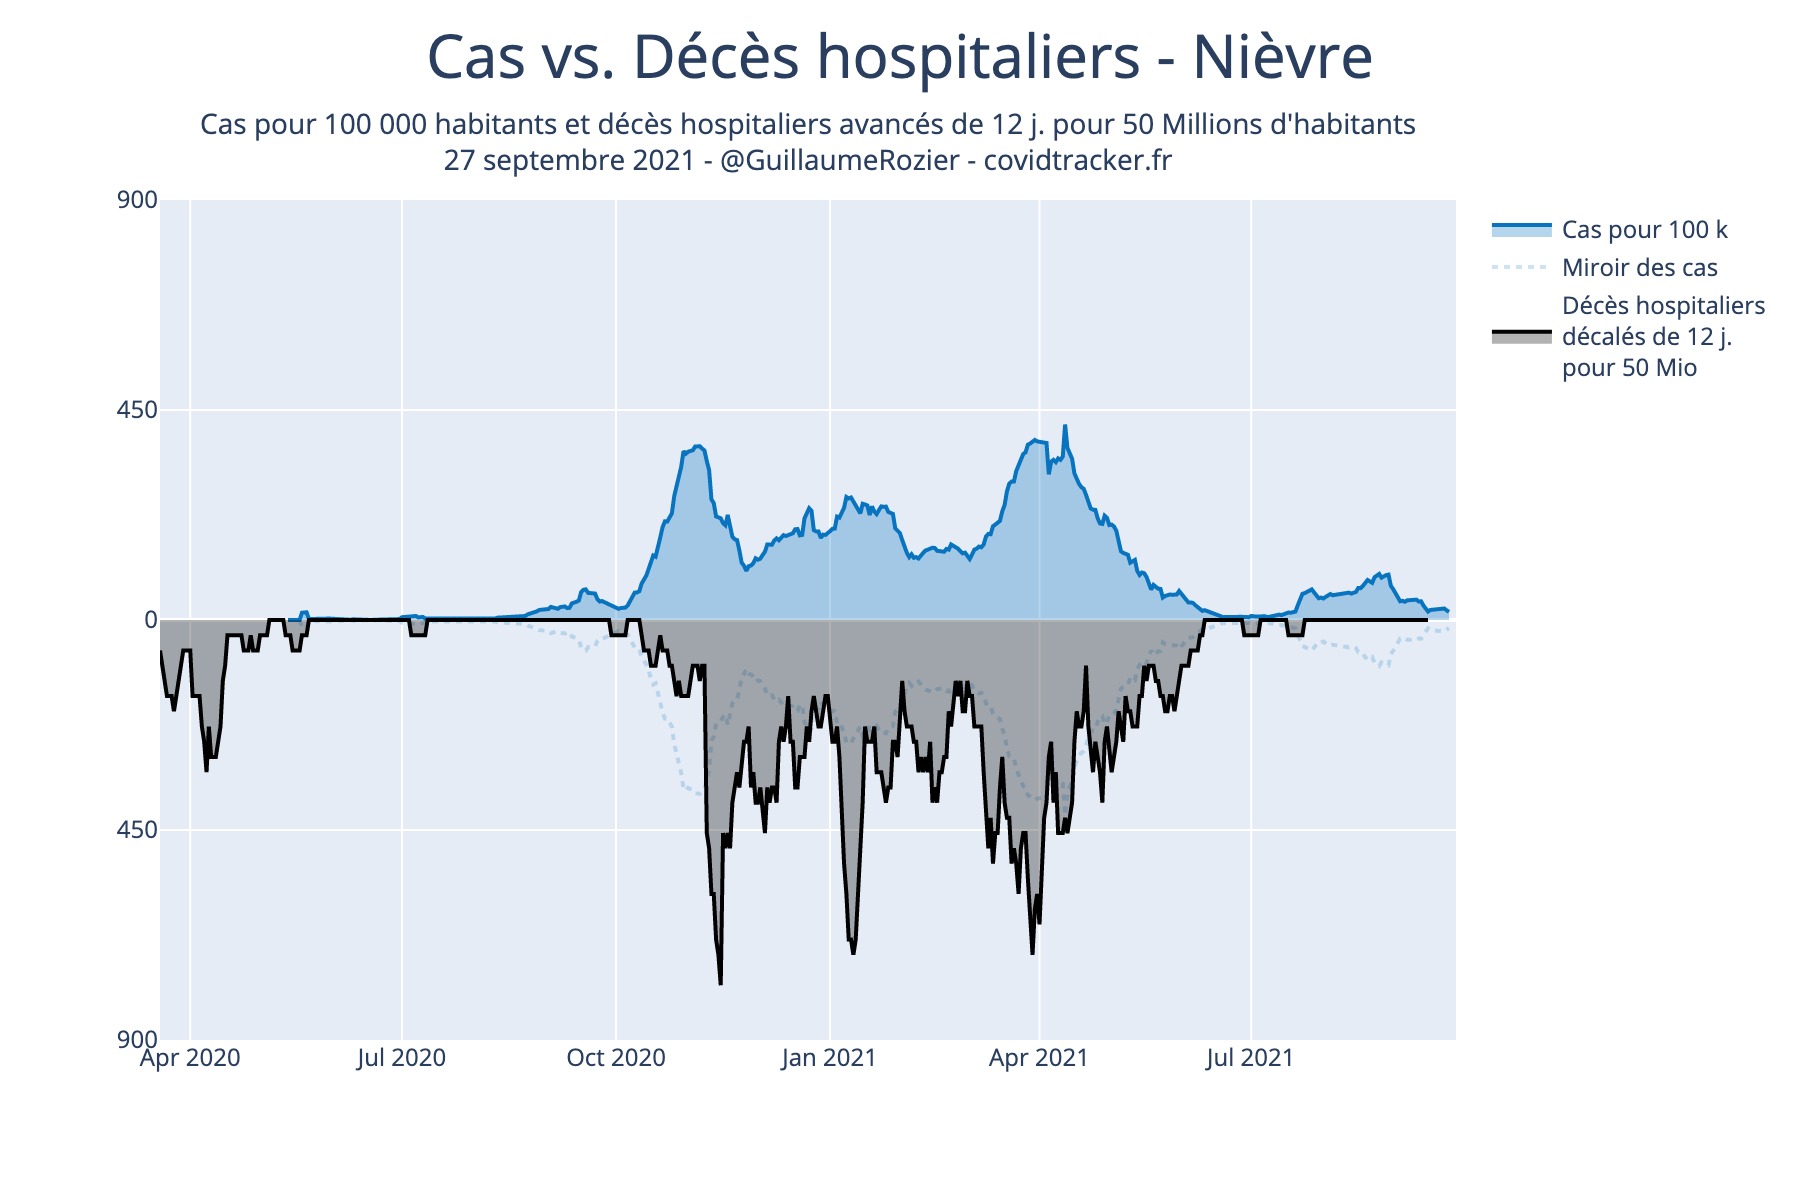 Cas vs. Décès hospitaliers - Nièvre
Cas pour 100 000 habitants et décès hospitaliers avancés de 12 j. pour 50 Millions d'habitants
27 septembre 2021 - @GuillaumeRozier - covidtracker.fr
900
450
0
450
900
Apr 2020
Jul 2020
Oct 2020
Jan 2021
Apr 2021
Jul 2021
Cas pour 100 k
Miroir des cas
Décès hospitaliers
décalés de 12 j.
pour 50 Mio